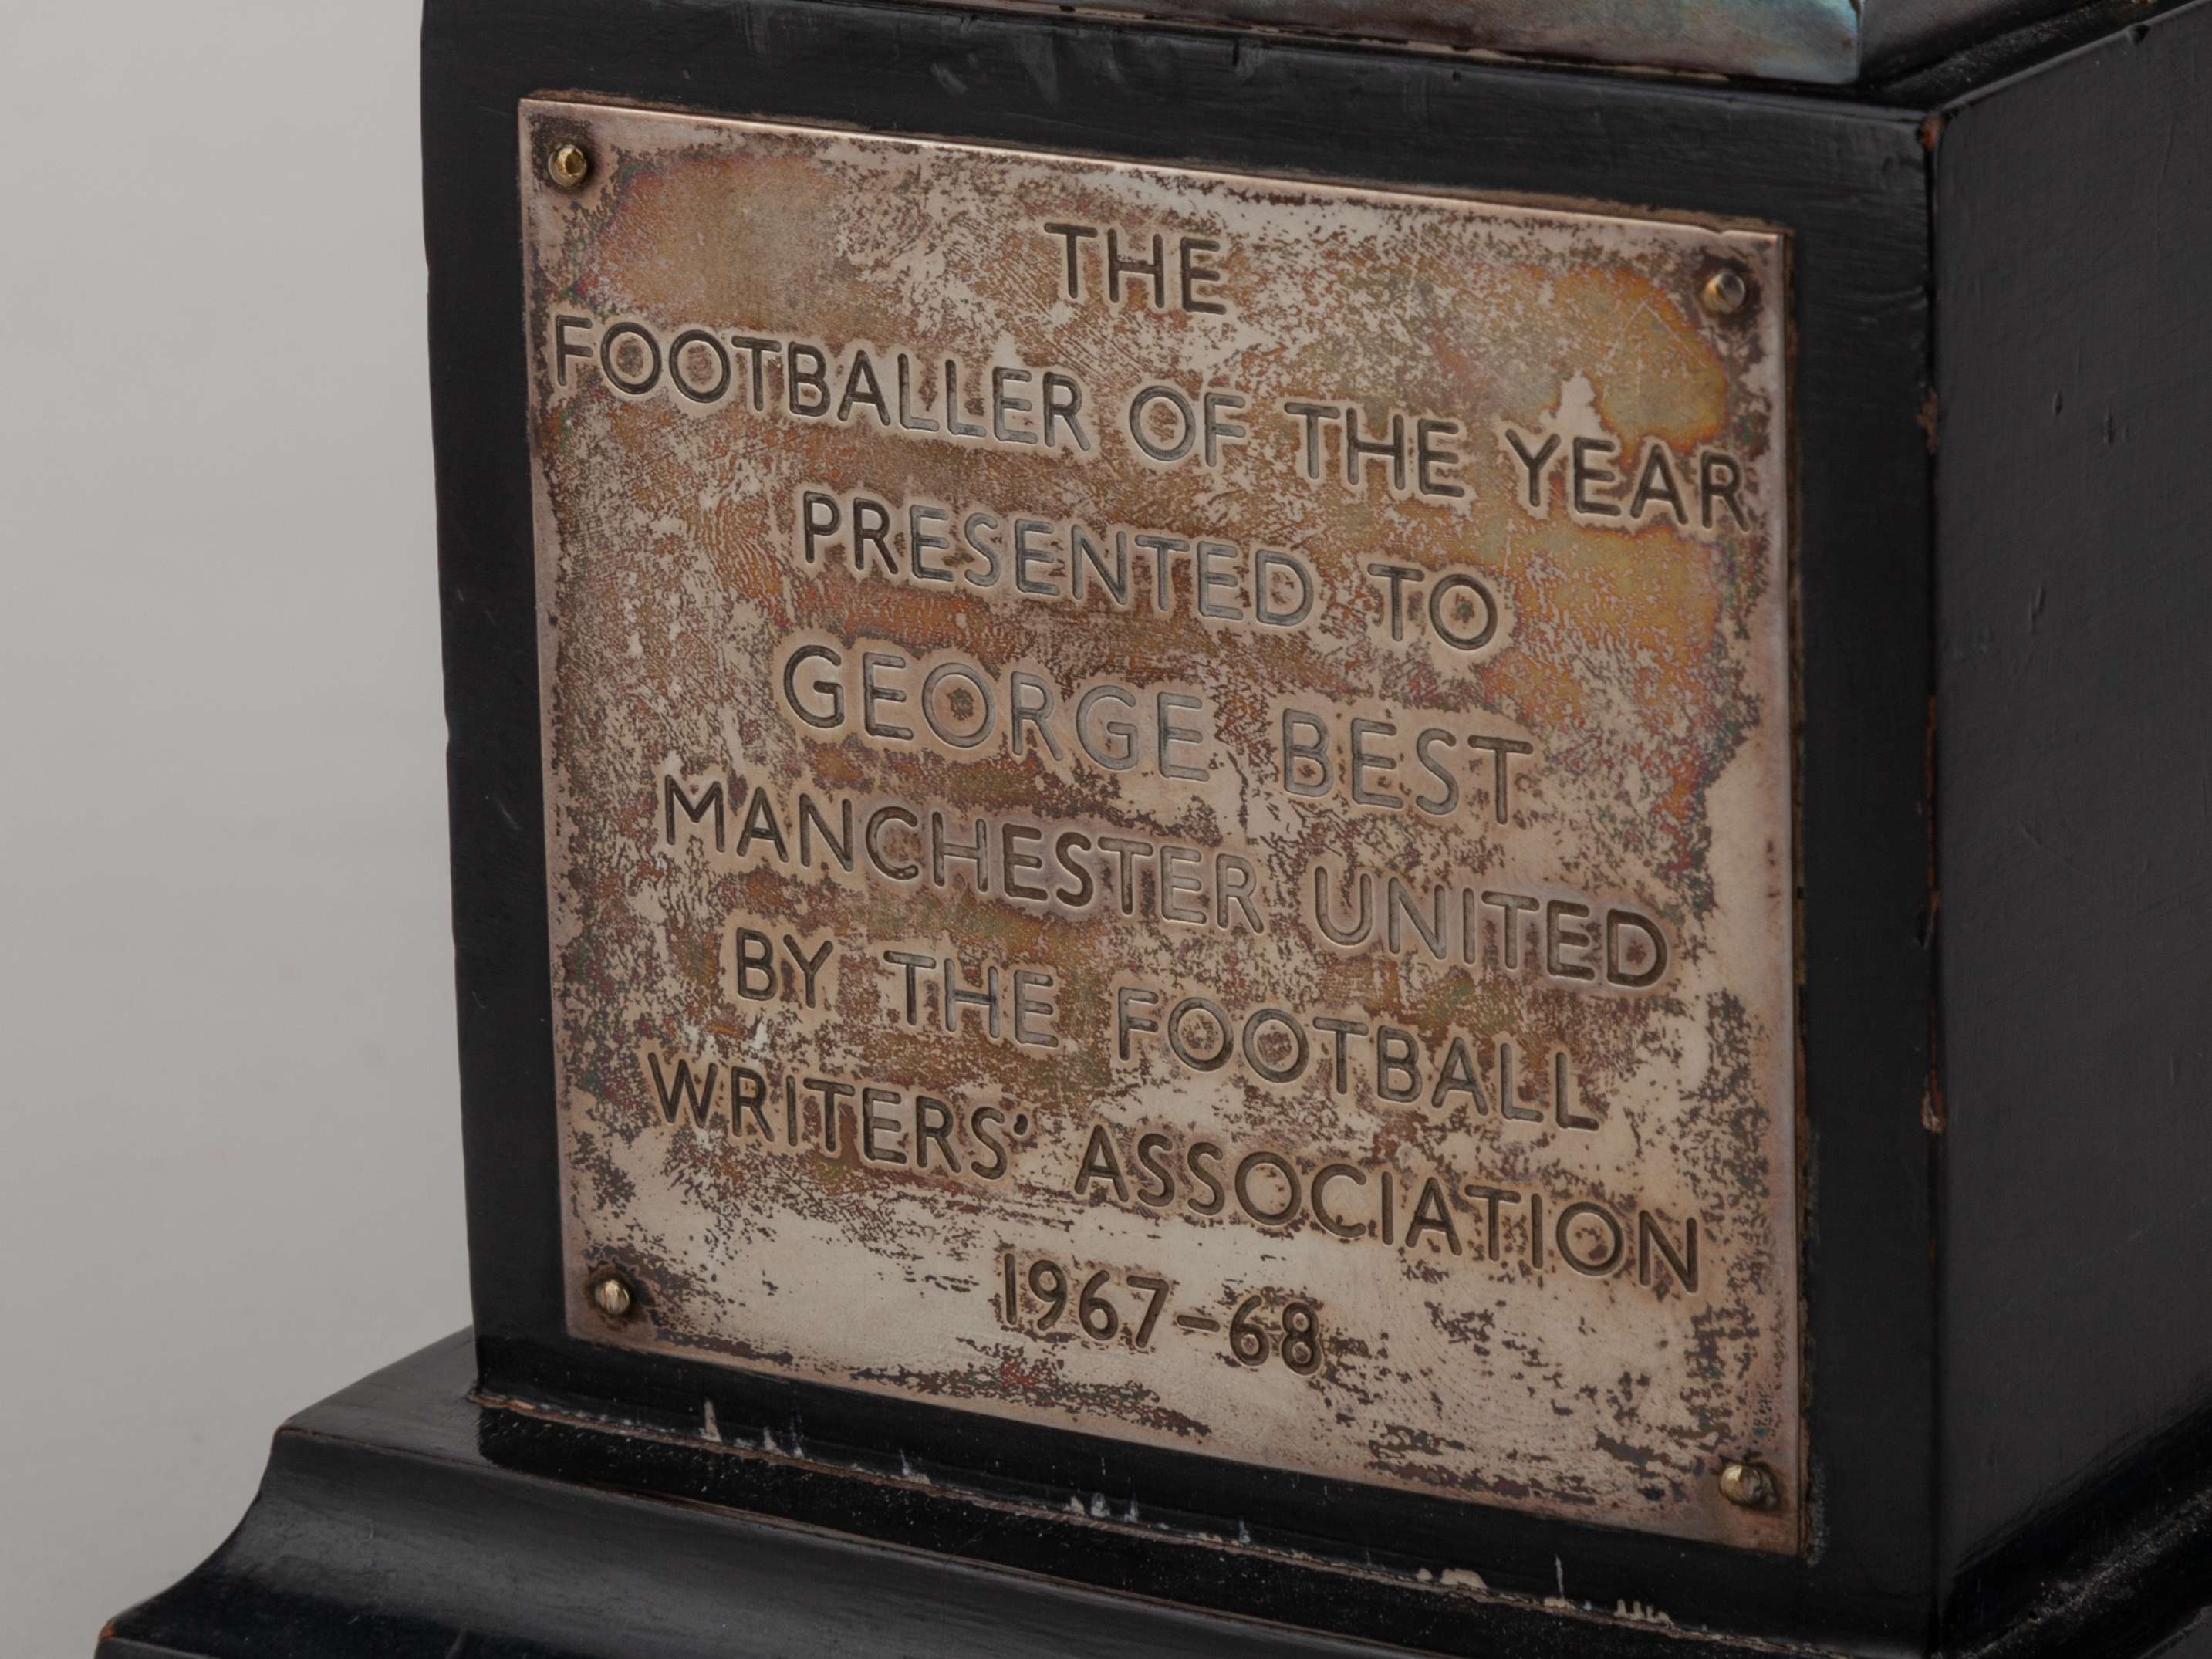 THE
FOOTBALLER OF THE YEAR
PRESENTED TO
GEORGE BEST
MANCHESTER UNITED
BY THE FOOTBALL
WRITERS' ASSOCIATION
1967-68